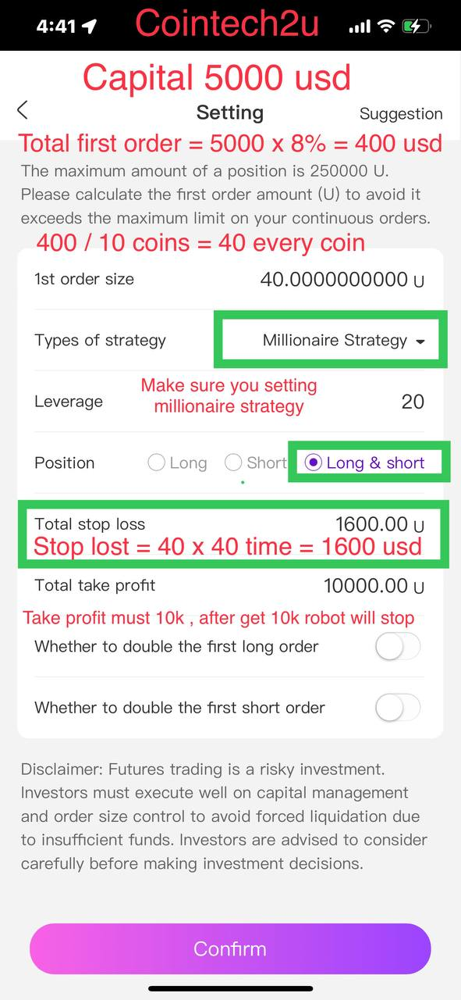 4:41 Cointech2u
Capital 5000 usd
Setting Suggestion
Total first order = 5000 x 8% = 400 usd
The maximum amount of a position is 250000 U.
Please calculate the first order amount (U) to avoid it
exceeds the maximum limit on your continuous orders.
400 / 10 coins = 40 every coin
1st order size 40.0000000000 U
Types of strategy Millionaire Strategy
Make sure you setting
millionaire strategy
Leverage 20
Position Long Short Long & short
Total stop loss 1600.00 U
Stop lost = 40 x 40 time = 1600 usd
Total take profit 10000.00 U
Take profit must 10k , after get 10k robot will stop
Whether to double the first long order
Whether to double the first short order
Disclaimer: Futures trading is a risky investment.
Investors must execute well on capital management
and order size control to avoid forced liquidation due
to insufficient funds. Investors are advised to consider
carefully before making investment decisions.
Confirm